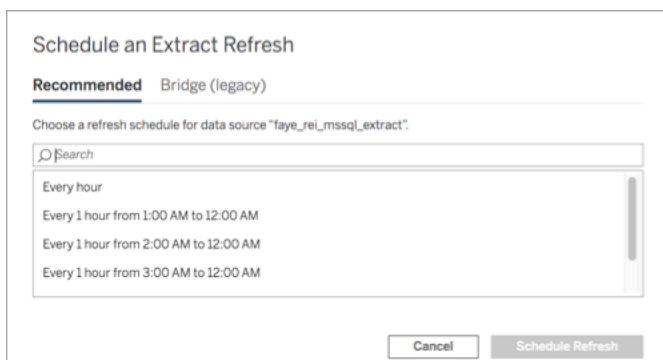 Schedule an Extract Refresh
Recommended Bridge (legacy)
Choose a refresh schedule for data source "faye_rei_mssql_extract".
Search
Every hour
Every 1 hour from 1:00 AM to 12:00 AM
Every 1 hour from 2:00 AM to 12:00 AM
Every 1 hour from 3:00 AM to 12:00 AM
Cancel Schedule Refresh